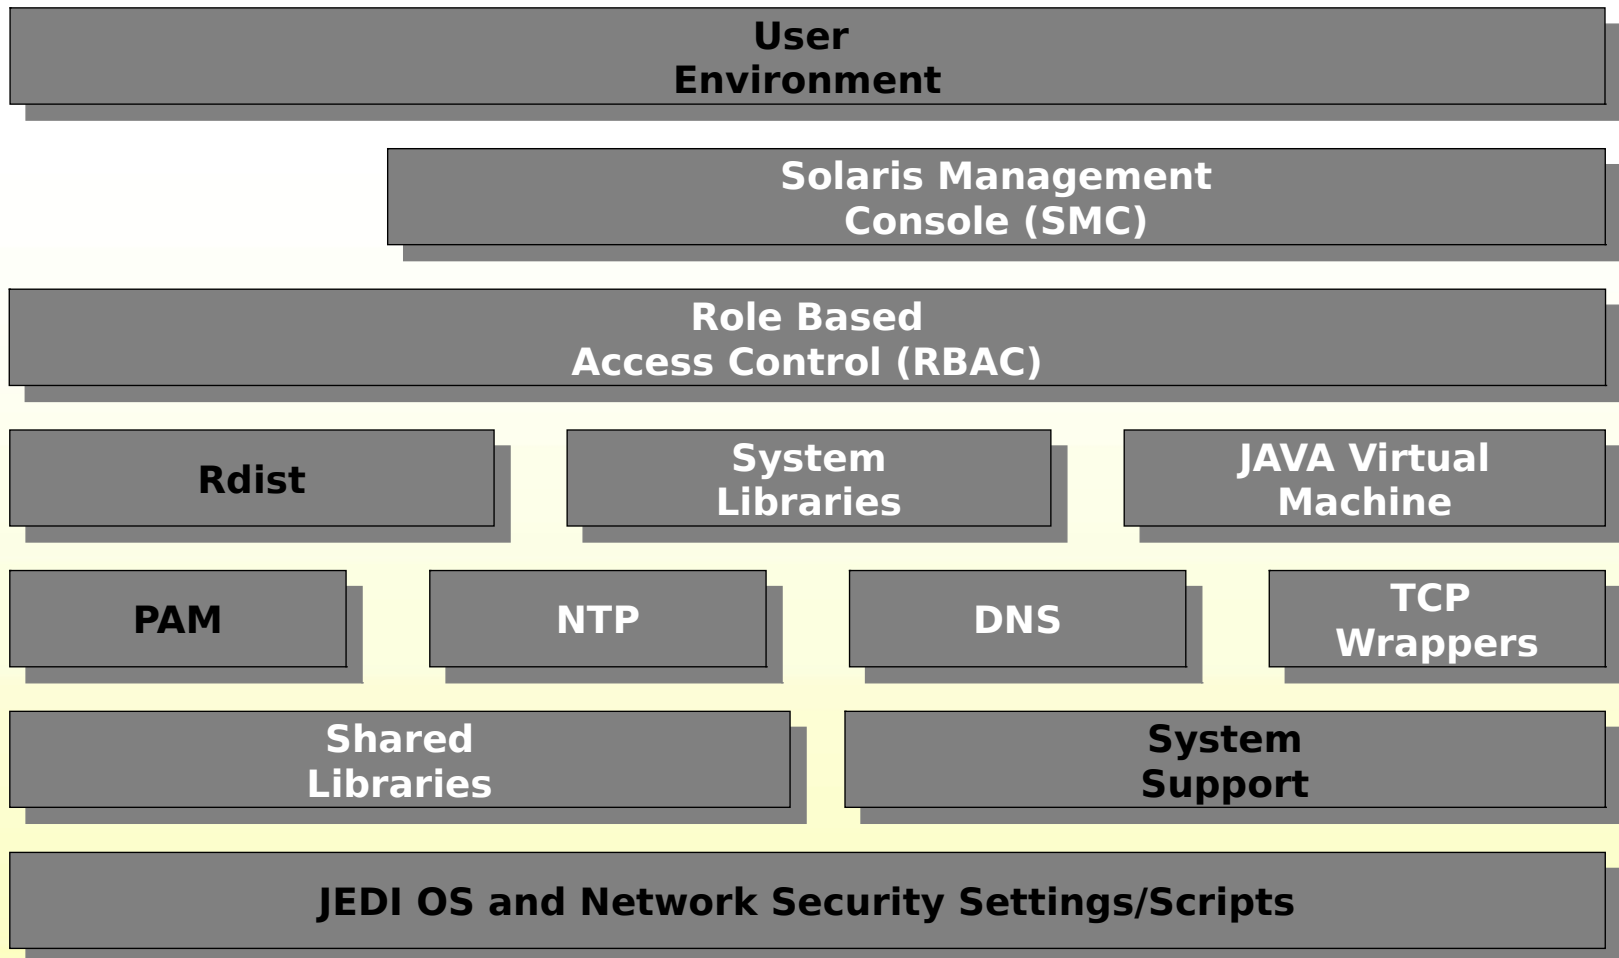 User
Environment
Solaris Management
Console (SMC)
Role Based
Access Control (RBAC)
Rdist
System
Libraries
JAVA Virtual
Machine
PAM
NTP
DNS
TCP
Wrappers
Shared
Libraries
System
Support
JEDI OS and Network Security Settings/Scripts